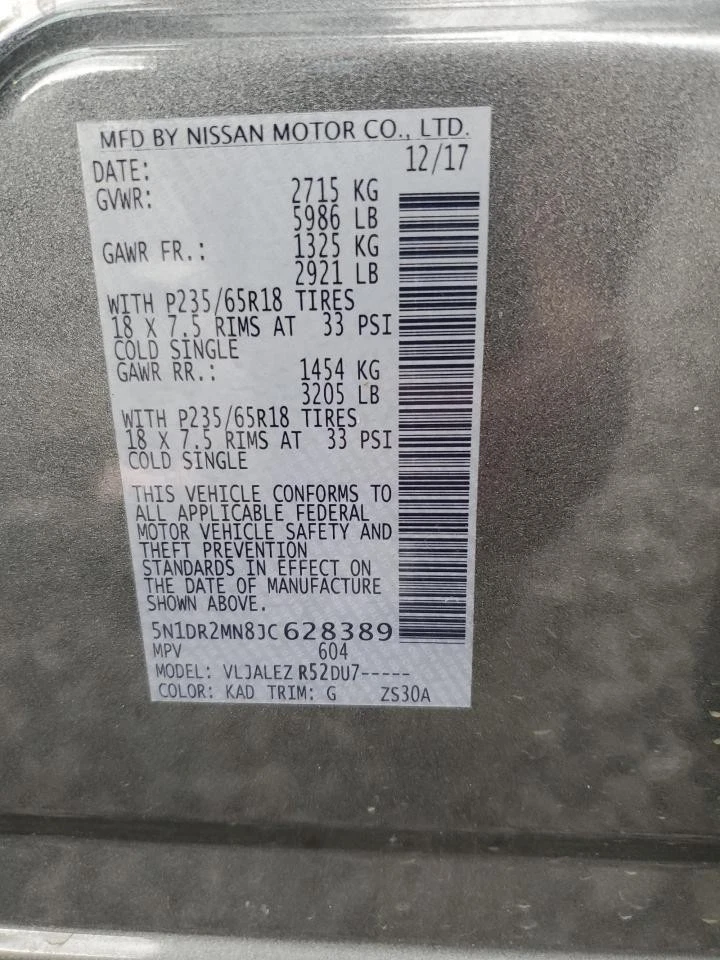 MFD BY NISSAN MOTOR CO., LTD.
DATE: 12/17
GVWR: 2715 KG
5986 LB
GAWR FR.: 1325 KG
2921 LB
WITH P235/65R18 TIRES
18 X 7.5 RIMS AT 33 PSI
COLD SINGLE
GAWR RR.: 1454 KG
3205 LB
WITH P235/65R18 TIRES
18 X 7.5 RIMS AT 33 PSI
COLD SINGLE
THIS VEHICLE CONFORMS TO
ALL APPLICABLE FEDERAL
MOTOR VEHICLE SAFETY AND
THEFT PREVENTION
STANDARDS IN EFFECT ON
THE DATE OF MANUFACTURE
SHOWN ABOVE.
5N1DR2MN8JC628389
MPV 604
MODEL: VLJALEZ R52DU7-----
COLOR: KAD TRIM: G ZS30A